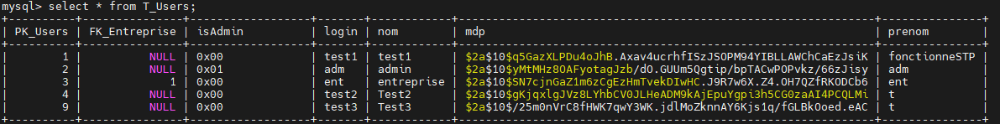 mysql> select * from T_Users;
+----------+---------------+------------------+-------+------------+--------------------------------------------------------------+---------------+
| PK_Users | FK_Entreprise | isAdmin          | login | nom        | mdp                                                          | prenom        |
+----------+---------------+------------------+-------+------------+--------------------------------------------------------------+---------------+
|        1 |          NULL | 0x00             | test1 | test1      | $2a$10$q5GazXLPDu4oJhB.Axav4ucrhfISzJSOPM94YIBLLAWChCaEzJsiK | fonctionneSTP |
|        2 |          NULL | 0x01             | adm   | admin      | $2a$10$yMtMHz8OAFyotagJzb/dO.GUUm5Qgtip/bpTACwPOPvkz/66zJisy | adm           |
|        3 |             1 | 0x00             | ent   | entreprise | $2a$10$SN7cjnGaZ1m6zCgEzHmTvekDIwHC.J9R7w6X.Z4.OH7QZfRKODCb6 | ent           |
|        4 |          NULL | 0x00             | test2 | Test2      | $2a$10$gKjqxlgJVz8LYhbCV0JLHeADM9kAjEpuYgpi3h5CG0zaAI4PCQLMi | t             |
|        9 |          NULL | 0x00             | test3 | Test3      | $2a$10$/25m0nVrC8fHWK7qwY3WK.jdlMoZknnAY6Kjs1q/fGLBkOoed.eAC | t             |
+----------+---------------+------------------+-------+------------+--------------------------------------------------------------+---------------+